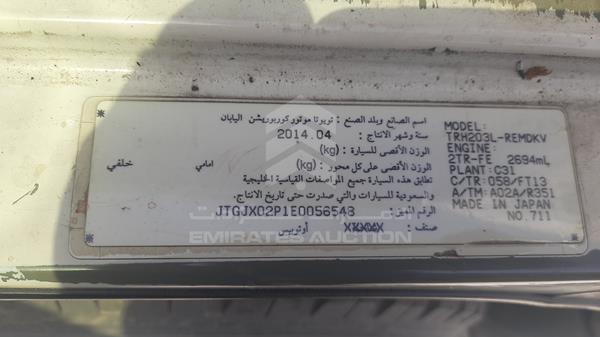 اسم الصانع وبلد الصنع : تويوتا موتور كوربوريشن اليابان
سنة وشهر الانتاج : 2014.04
الوزن الأقصى للسيارة : (kg)
الوزن الأقصى على كل محور : (kg) امامي خلفي
تطابق هذه السيارة جميع المواصفات القياسية الخليجية
والسعودية للسيارات والتي صدرت حتى تاريخ الإنتاج
الرقم المميز : JTGJX02P1E0056543
صنف : XXXXX أوتوبيس
MODEL:
TRH203L-REMDKV
ENGINE:
2TR-FE 2694mL
PLANT: C31
C/TR: 058/FT13
A/TM: A02A/R351
MADE IN JAPAN
NO.711
EMIRATES AUCTION